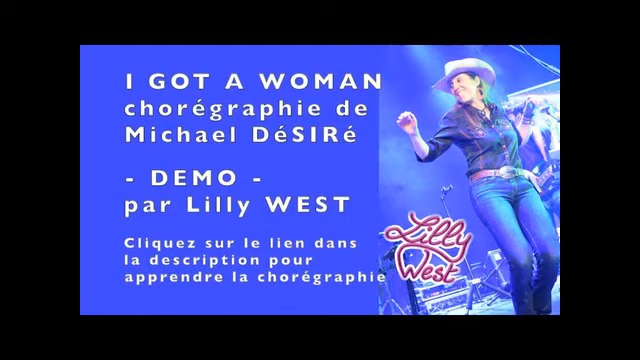 I GOT A WOMAN
chorégraphie de
Michael DéSIRé
- DEMO -
par Lilly WEST
Cliquez sur le lien dans
la description pour
apprendre la chorégraphie
Lilly
West